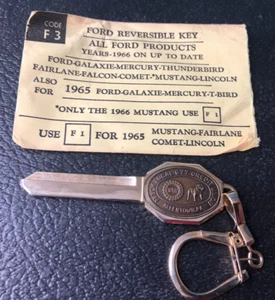 CODE
F 3
FORD REVERSIBLE KEY
ALL FORD PRODUCTS
YEARS-1966 ON UP TO DATE
FORD-GALAXIE-MERCURY-THUNDERBIRD
FAIRLANE-FALCON-COMET-*MUSTANG-LINCOLN
ALSO FOR 1965 FORD-GALAXIE-MERCURY-T-BIRD
*ONLY THE 1966 MUSTANG USE F 1
USE F 1 FOR 1965 MUSTANG-FAIRLANE
COMET-LINCOLN